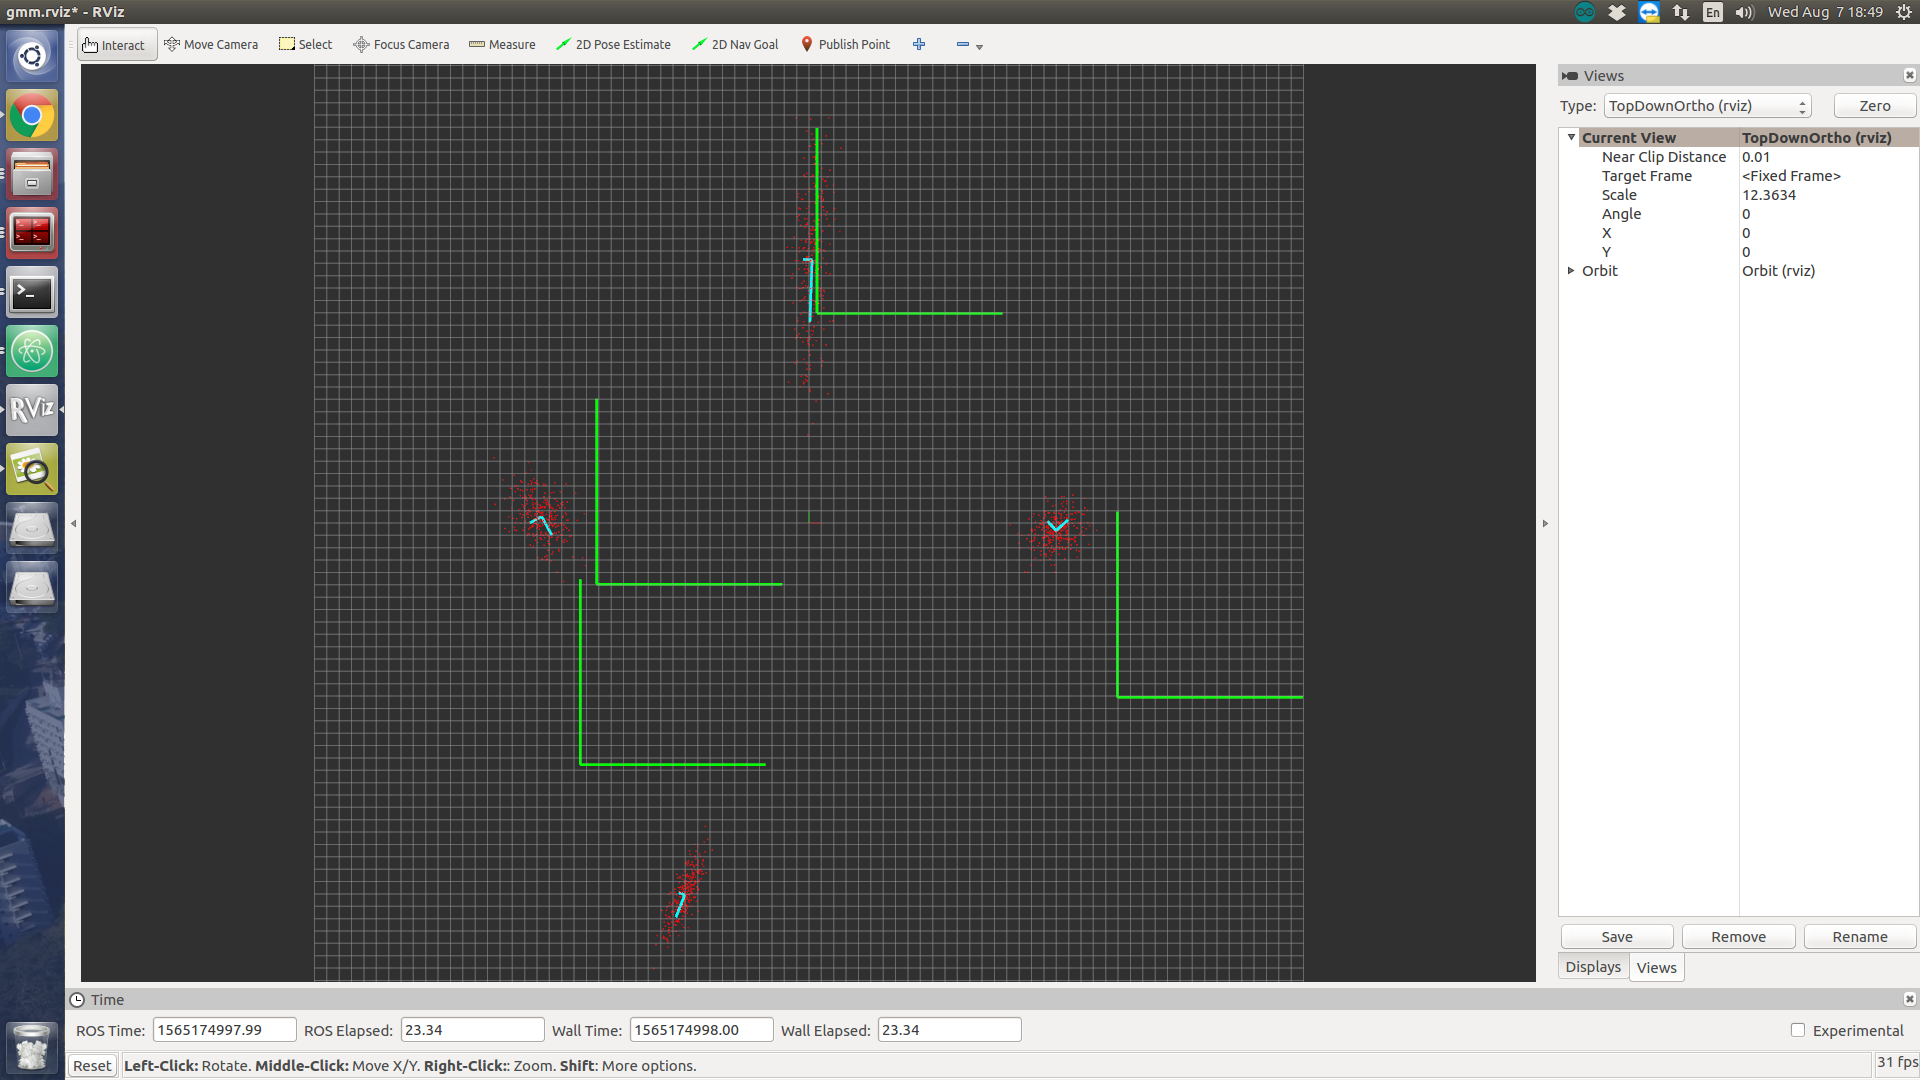 gmm.rviz* - RViz
En
Wed Aug 7 18:49
Interact
Move Camera
Select
Focus Camera
Measure
2D Pose Estimate
2D Nav Goal
Publish Point
Views
Type: TopDownOrtho (rviz) Zero
Current View TopDownOrtho (rviz)
Near Clip Distance 0.01
Target Frame <Fixed Frame>
Scale 12.3634
Angle 0
X 0
Y 0
Orbit Orbit (rviz)
RViz
Save Remove Rename
Displays Views
Time
ROS Time: 1565174997.99 ROS Elapsed: 23.34 Wall Time: 1565174998.00 Wall Elapsed: 23.34 Experimental
Reset Left-Click: Rotate. Middle-Click: Move X/Y. Right-Click:: Zoom. Shift: More options. 31 fps